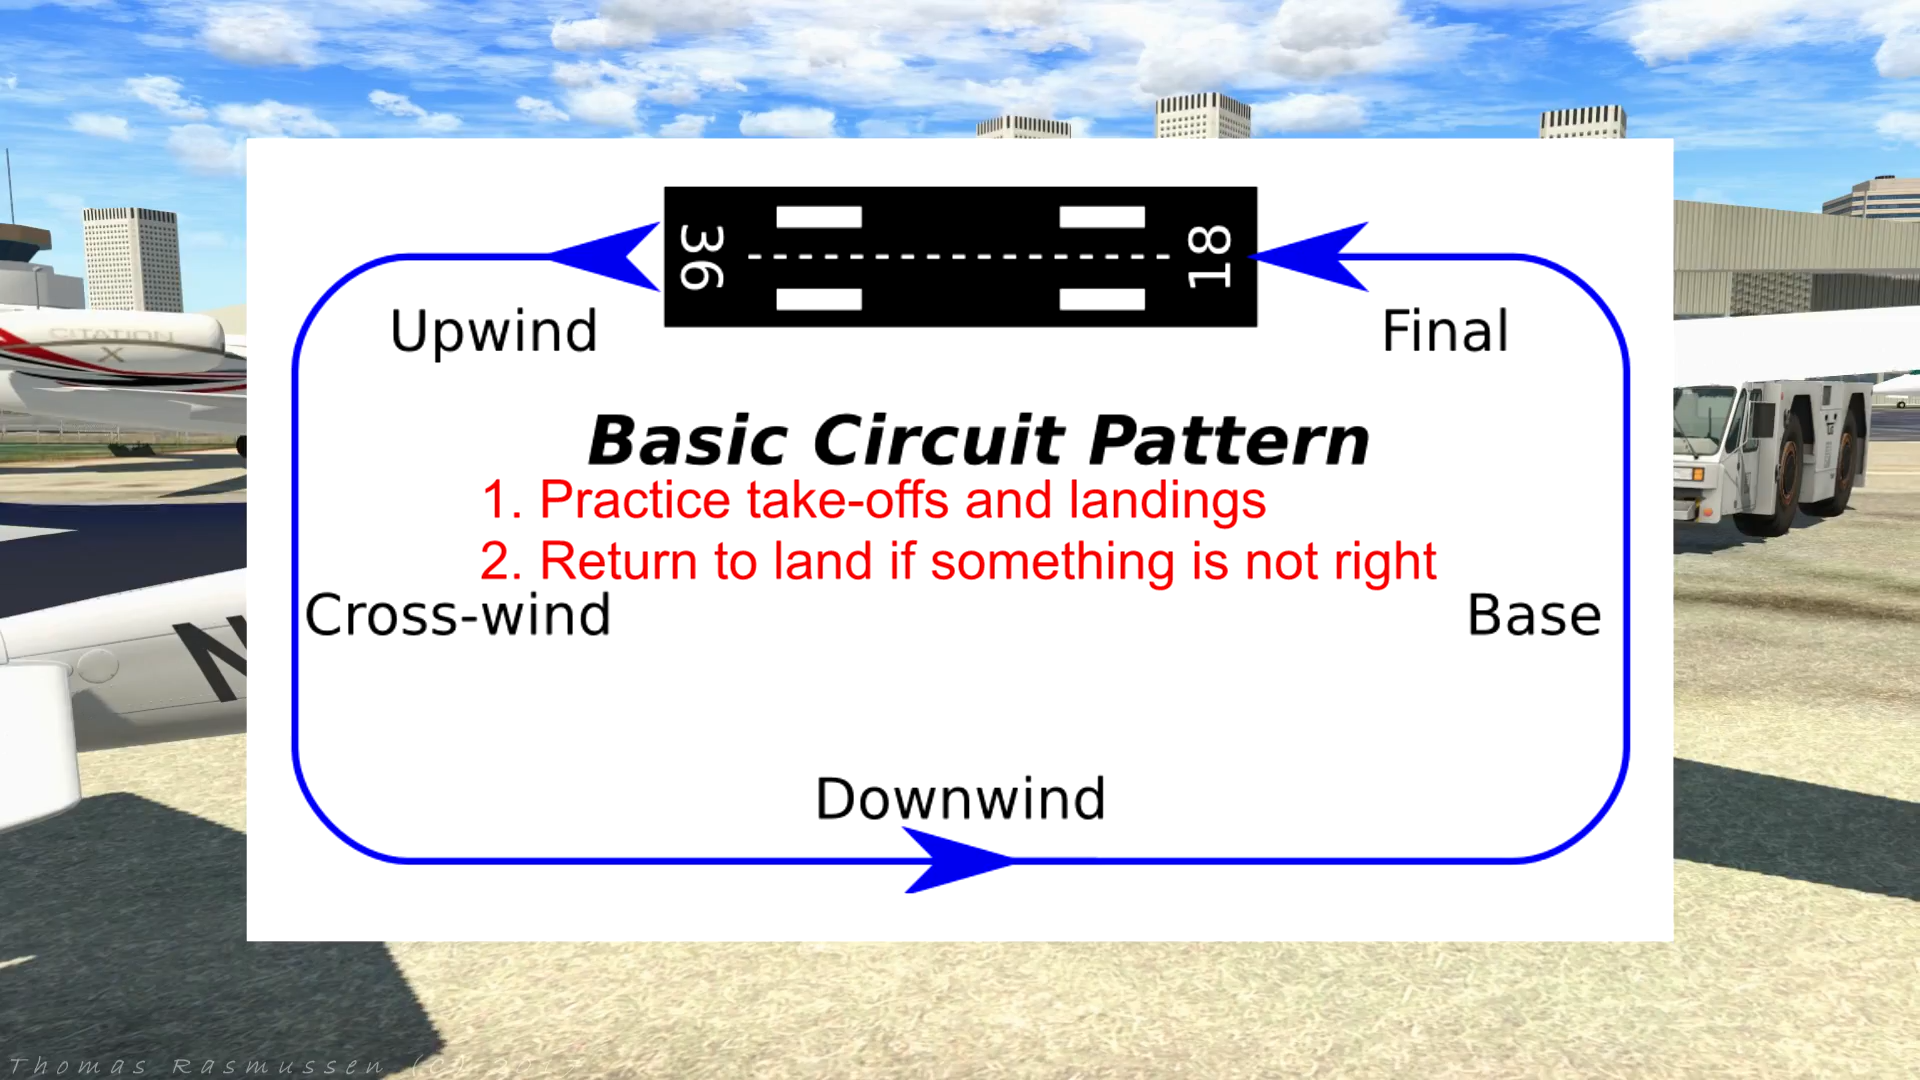 36
18
Upwind
Final
Basic Circuit Pattern
1. Practice take-offs and landings
2. Return to land if something is not right
Cross-wind
Base
Downwind
CITATION
X
N
Thomas Rasmussen